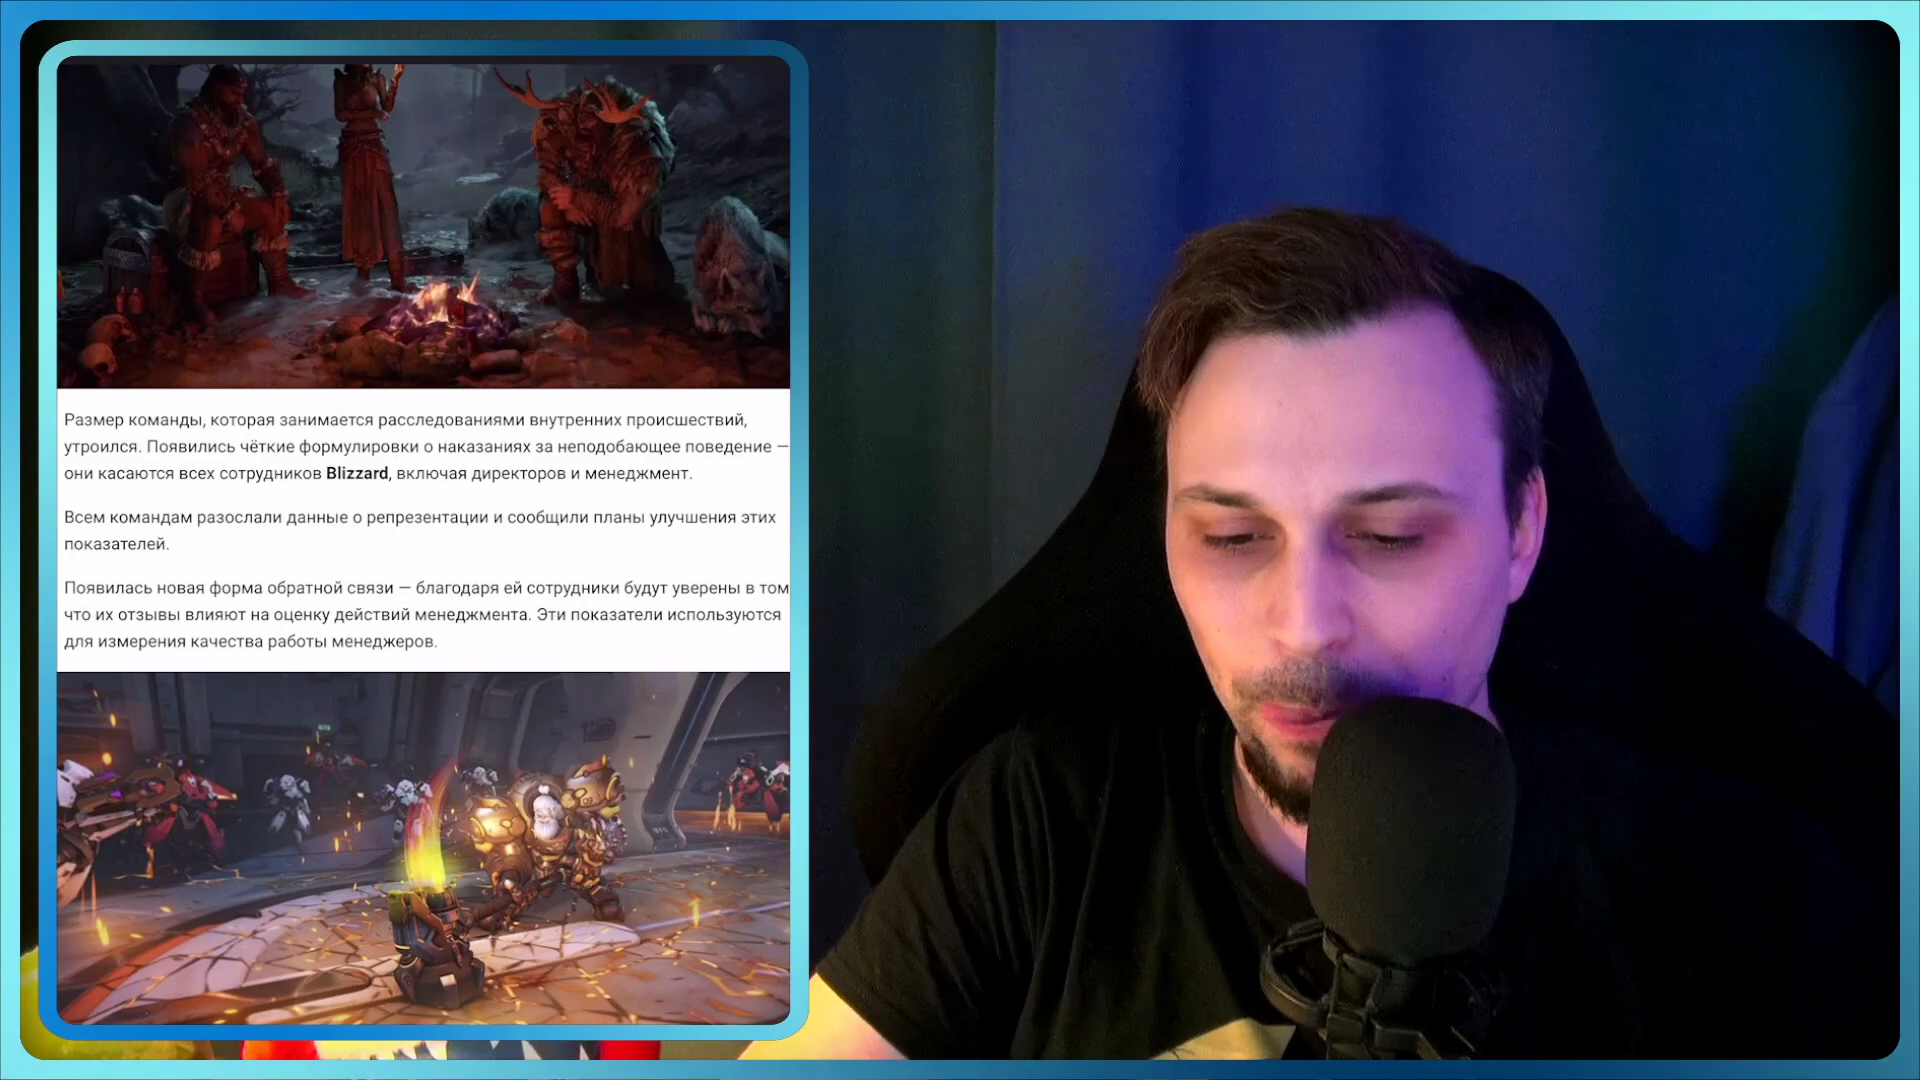 Размер команды, которая занимается расследованиями внутренних происшествий,
утроился. Появились чёткие формулировки о наказаниях за неподобающее поведение —
они касаются всех сотрудников Blizzard, включая директоров и менеджмент.
Всем командам разослали данные о репрезентации и сообщили планы улучшения этих
показателей.
Появилась новая форма обратной связи — благодаря ей сотрудники будут уверены в том
что их отзывы влияют на оценку действий менеджмента. Эти показатели используются
для измерения качества работы менеджеров.